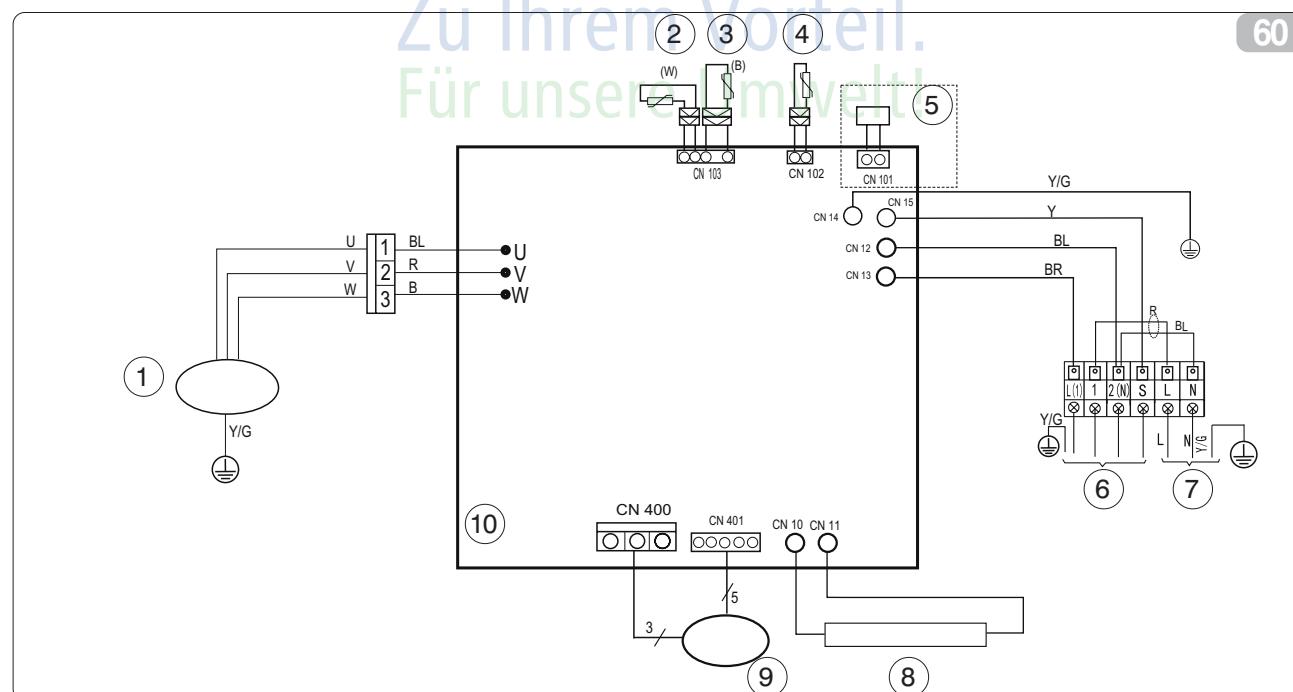 Zu Ihrem Vorteil.
Für unsere Umwelt!
60
2
3
4
(W)
(B)
5
CN 103
CN 102
CN 101
Y/G
CN 14
CN 15
Y
CN 12
BL
CN 13
BR
U
1
BL
U
V
2
R
V
W
3
B
W
R
BL
1
L(1)
1
2(N)
S
L
N
Y/G
Y/G
L
N
Y/G
6
7
CN 400
CN 401
CN 10
CN 11
10
5
3
9
8